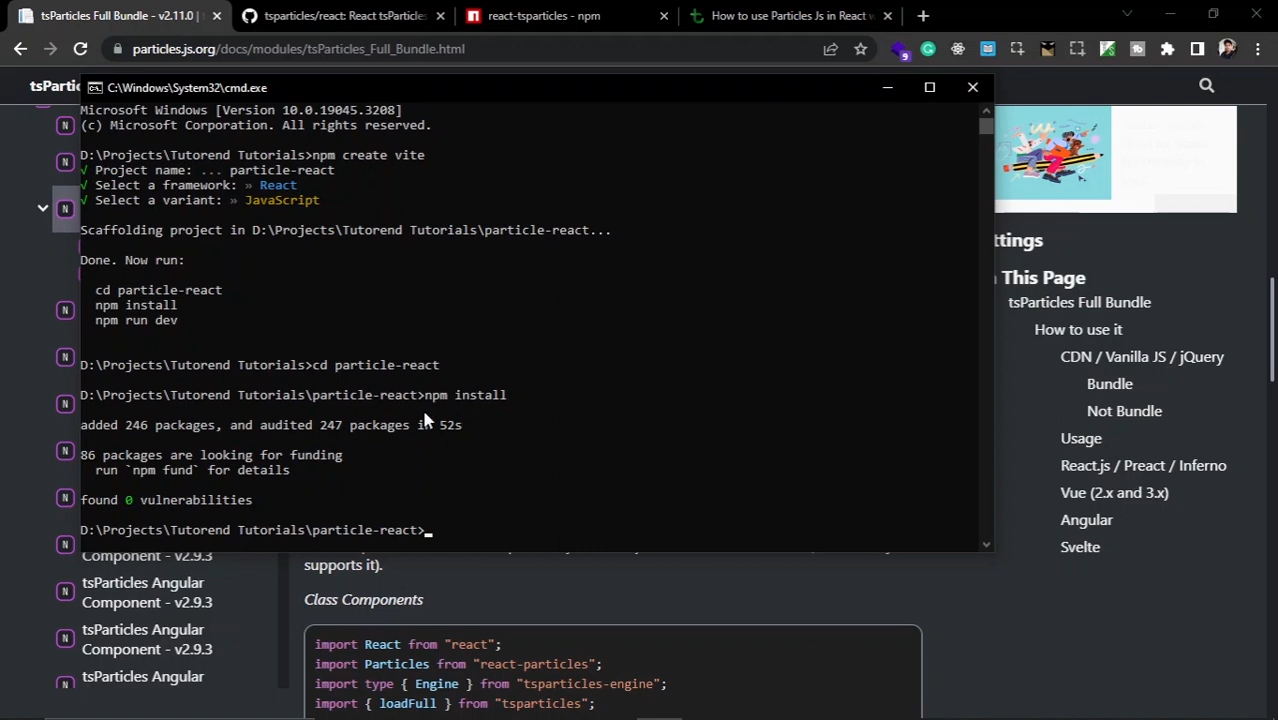 tsParticles Full Bundle - v2.11.0 |
tsparticles/react: React tsParticles
react-tsparticles - npm
How to use Particles Js in React w
particles.js.org/docs/modules/tsParticles_Full_Bundle.html
9
tsPartic
C:\Windows\System32\cmd.exe
Microsoft Windows [Version 10.0.19045.3208]
(c) Microsoft Corporation. All rights reserved.
D:\Projects\Tutorend Tutorials>npm create vite
√ Project name: ... particle-react
√ Select a framework: » React
√ Select a variant: » JavaScript
Scaffolding project in D:\Projects\Tutorend Tutorials\particle-react...
Done. Now run:
cd particle-react
npm install
npm run dev
D:\Projects\Tutorend Tutorials>cd particle-react
D:\Projects\Tutorend Tutorials\particle-react>npm install
added 246 packages, and audited 247 packages in 52s
86 packages are looking for funding
run `npm fund` for details
found 0 vulnerabilities
D:\Projects\Tutorend Tutorials\particle-react>
ttings
n This Page
tsParticles Full Bundle
How to use it
CDN / Vanilla JS / jQuery
Bundle
Not Bundle
Usage
React.js / Preact / Inferno
Vue (2.x and 3.x)
Angular
Svelte
N
N
N
N
N
N
N
N
N
N
N
N
Component - v2.9.3
tsParticles Angular
Component - v2.9.3
tsParticles Angular
Component - v2.9.3
tsParticles Angular
supports it).
Class Components
import React from "react";
import Particles from "react-particles";
import type { Engine } from "tsparticles-engine";
import { loadFull } from "tsparticles";